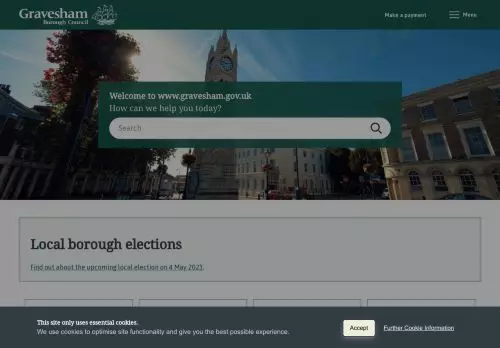 Gravesham
Borough Council
Make a payment
Menu
Welcome to www.gravesham.gov.uk
How can we help you today?
Search
Local borough elections
Find out about the upcoming local election on 4 May 2023.
This site only uses essential cookies.
We use cookies to optimise site functionality and give you the best possible experience.
Accept
Further Cookie Information